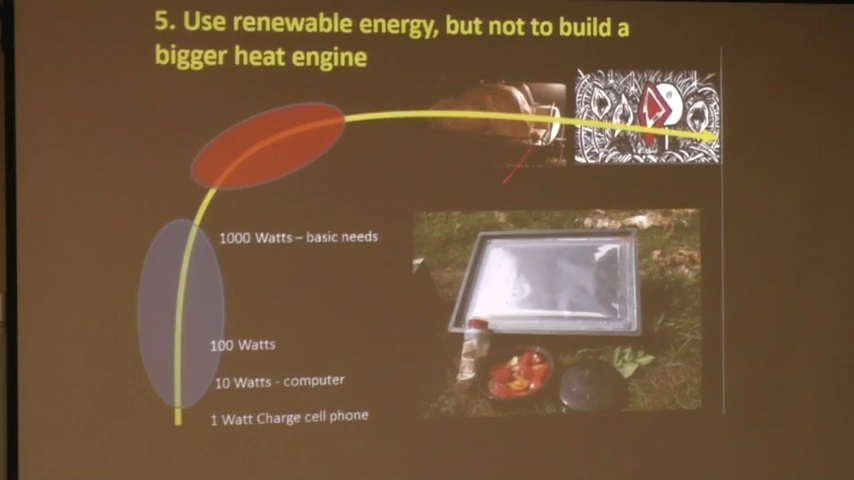 5. Use renewable energy, but not to build a
bigger heat engine
1000 Watts – basic needs
100 Watts
10 Watts - computer
1 Watt Charge cell phone